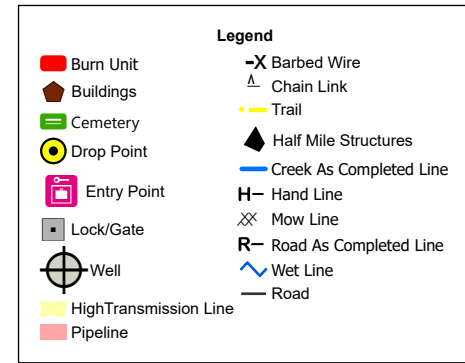 Legend
Burn Unit
Buildings
Cemetery
Drop Point
Entry Point
Lock/Gate
Well
HighTransmission Line
Pipeline
-X Barbed Wire
Chain Link
Trail
Half Mile Structures
Creek As Completed Line
H- Hand Line
Mow Line
R- Road As Completed Line
Wet Line
Road